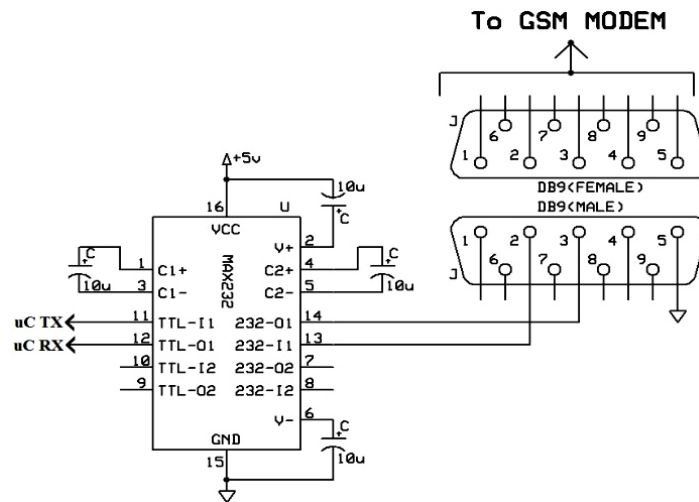 To GSM MODEM
J
6 7 8 9
1 2 3 4 5
DB9(FEMALE)
DB9(MALE)
1 2 3 4 5
6 7 8 9
J
+5v
10u
+C
16 U
VCC
MAX232
C +
10u
1 C1+
3 C1-
V+ 2
C2+ 4
C2- 5
+ C
10u
uC TX 11 TTL-I1 232-O1 14
uC RX 12 TTL-O1 232-I1 13
10 TTL-I2 232-O2 7
9 TTL-O2 232-I2 8
V- 6
+ C
10u
GND
15